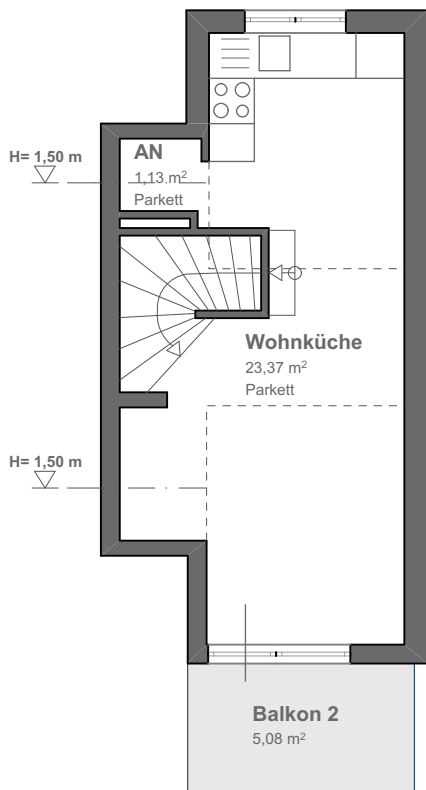 AN
H= 1,50 m
1,13 m²
Parkett
Wohnküche
23,37 m²
Parkett
H= 1,50 m
Balkon 2
5,08 m²